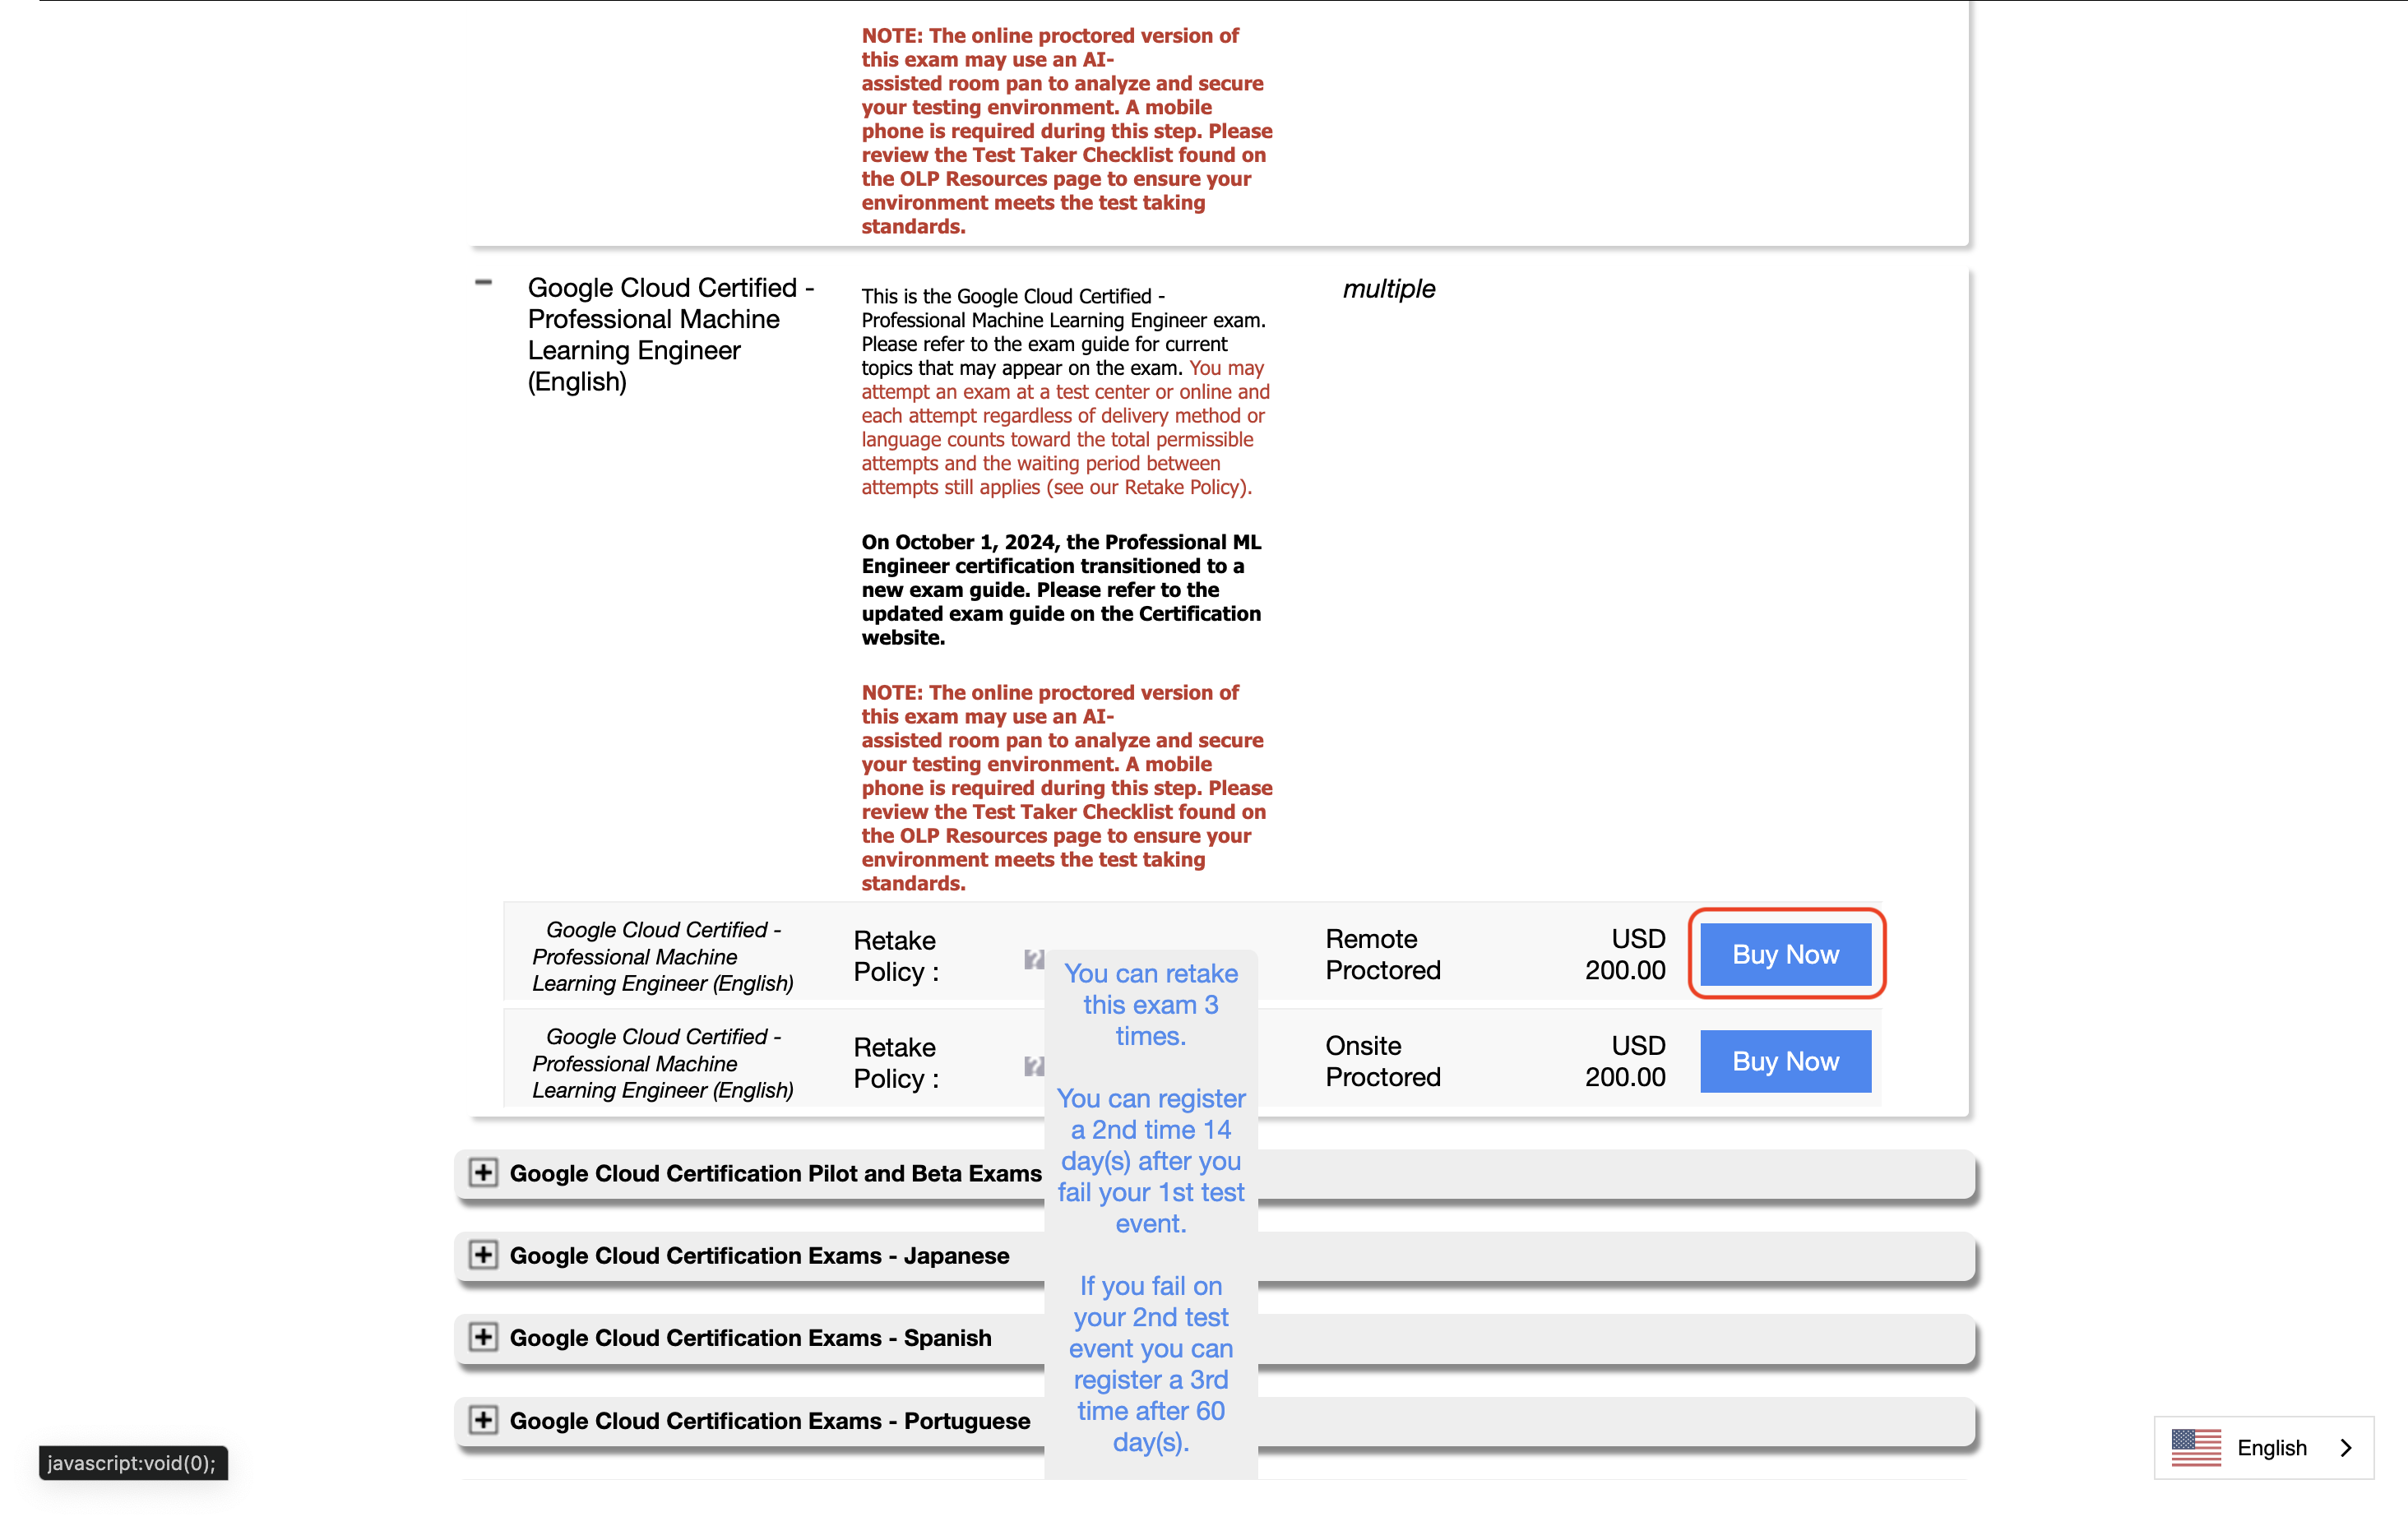 NOTE: The online proctored version of
this exam may use an AI-
assisted room pan to analyze and secure
your testing environment. A mobile
phone is required during this step. Please
review the Test Taker Checklist found on
the OLP Resources page to ensure your
environment meets the test taking
standards.
Google Cloud Certified -
Professional Machine
Learning Engineer
(English)
This is the Google Cloud Certified -
Professional Machine Learning Engineer exam.
Please refer to the exam guide for current
topics that may appear on the exam. You may
attempt an exam at a test center or online and
each attempt regardless of delivery method or
language counts toward the total permissible
attempts and the waiting period between
attempts still applies (see our Retake Policy).
On October 1, 2024, the Professional ML
Engineer certification transitioned to a
new exam guide. Please refer to the
updated exam guide on the Certification
website.
NOTE: The online proctored version of
this exam may use an AI-
assisted room pan to analyze and secure
your testing environment. A mobile
phone is required during this step. Please
review the Test Taker Checklist found on
the OLP Resources page to ensure your
environment meets the test taking
standards.
multiple
Google Cloud Certified -
Professional Machine
Learning Engineer (English)
Retake
Policy :
?
Remote
Proctored
USD
200.00
Buy Now
Google Cloud Certified -
Professional Machine
Learning Engineer (English)
Retake
Policy :
?
Onsite
Proctored
USD
200.00
Buy Now
You can retake
this exam 3
times.
You can register
a 2nd time 14
day(s) after you
fail your 1st test
event.
If you fail on
your 2nd test
event you can
register a 3rd
time after 60
day(s).
Google Cloud Certification Pilot and Beta Exams
Google Cloud Certification Exams - Japanese
Google Cloud Certification Exams - Spanish
Google Cloud Certification Exams - Portuguese
javascript:void(0);
English